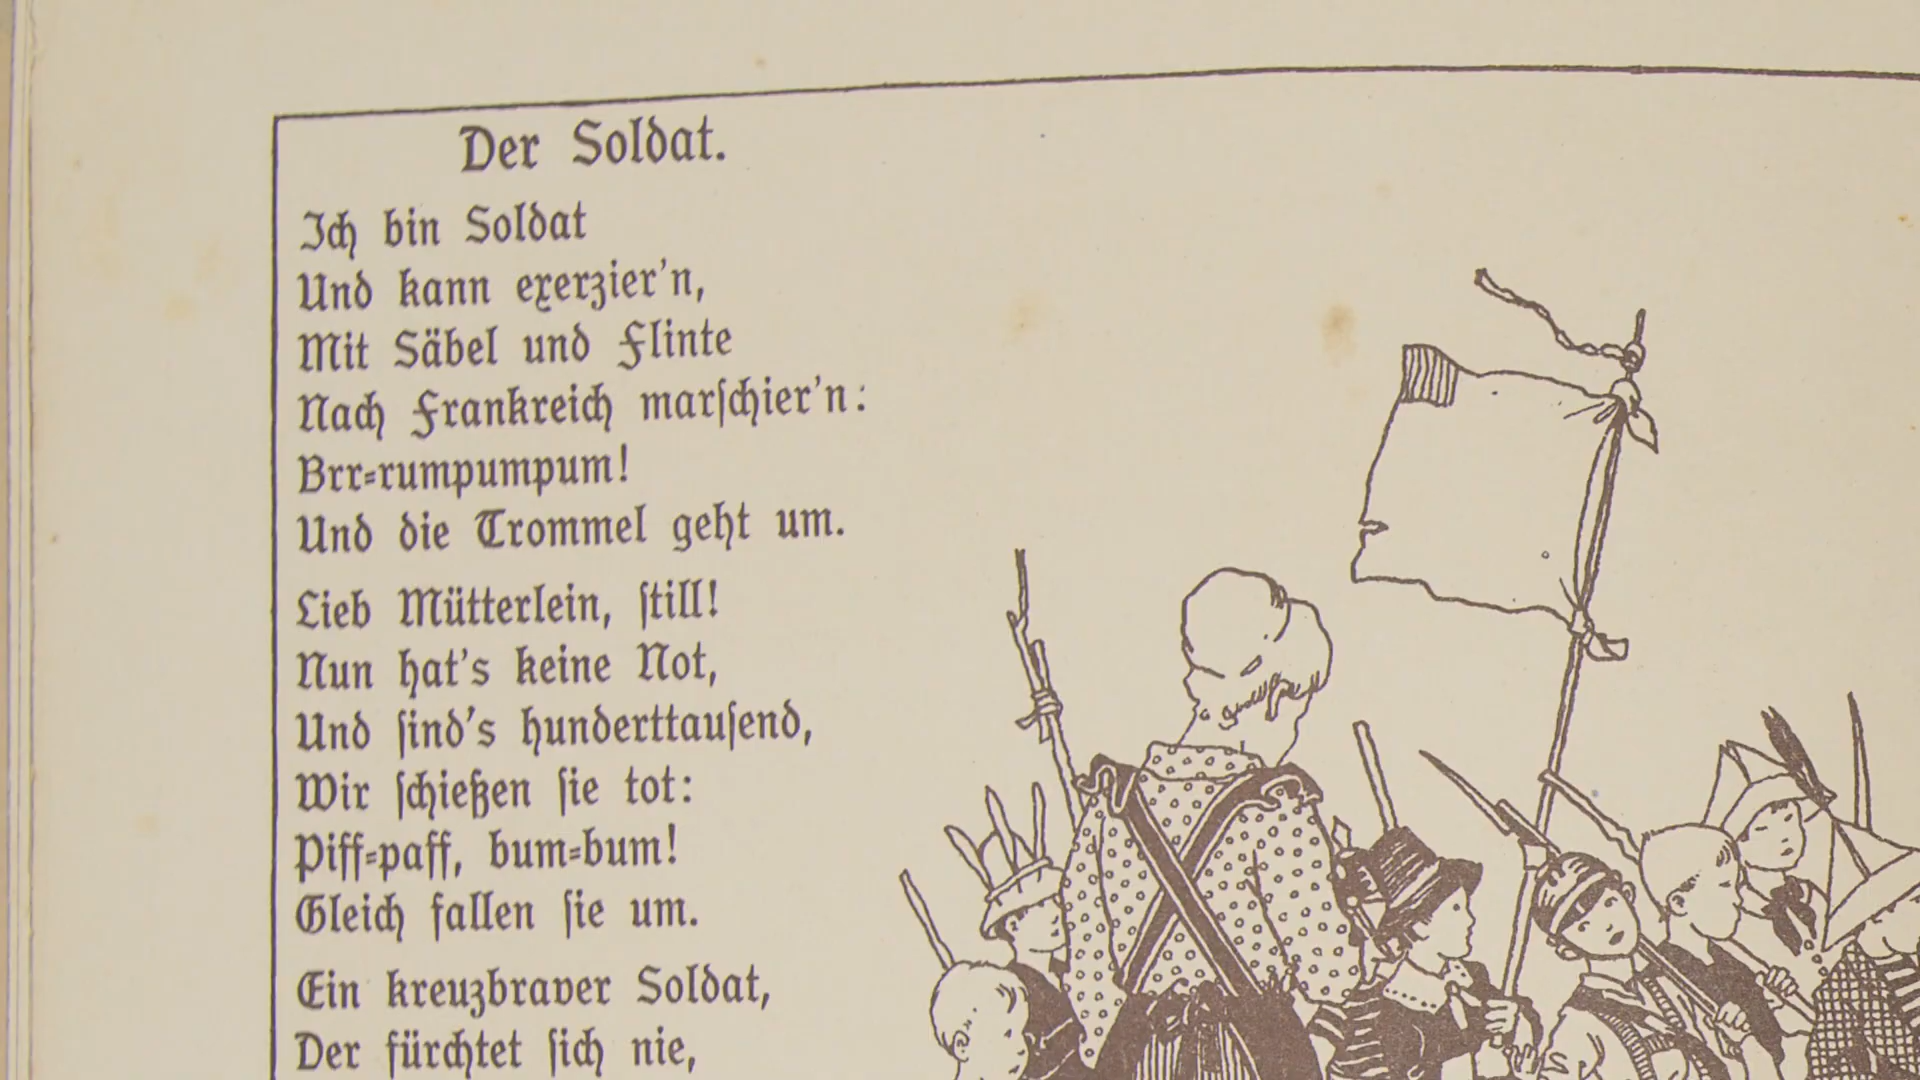 Der Soldat.
Ich bin Soldat
Und kann exerzier'n,
Mit Säbel und Flinte
Nach Frankreich marſchier'n:
Brr=rumpumpum!
Und die Trommel geht um.
Lieb Mütterlein, ſtill!
Nun hat's keine Not,
Und ſind's hunderttauſend,
Wir ſchießen ſie tot:
Piff=paff, bum=bum!
Gleich fallen ſie um.
Ein kreuzbraver Soldat,
Der fürchtet ſich nie,